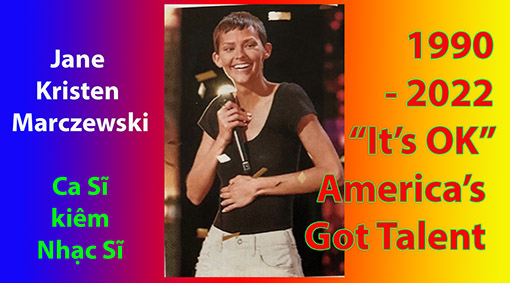 Jane
Kristen
Marczewski
Ca Sĩ
kiêm
Nhạc Sĩ
1990
- 2022
“It’s OK”
America’s
Got Talent